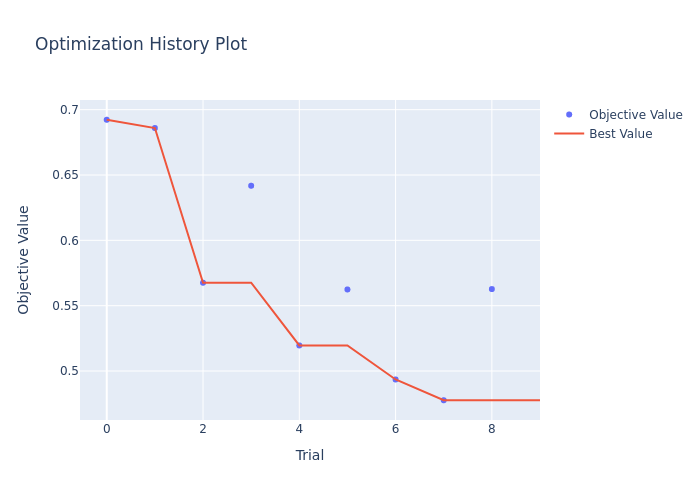 Optimization History Plot
Objective Value
Best Value
0.7
0.65
0.6
0.55
0.5
Objective Value
0
2
4
6
8
Trial